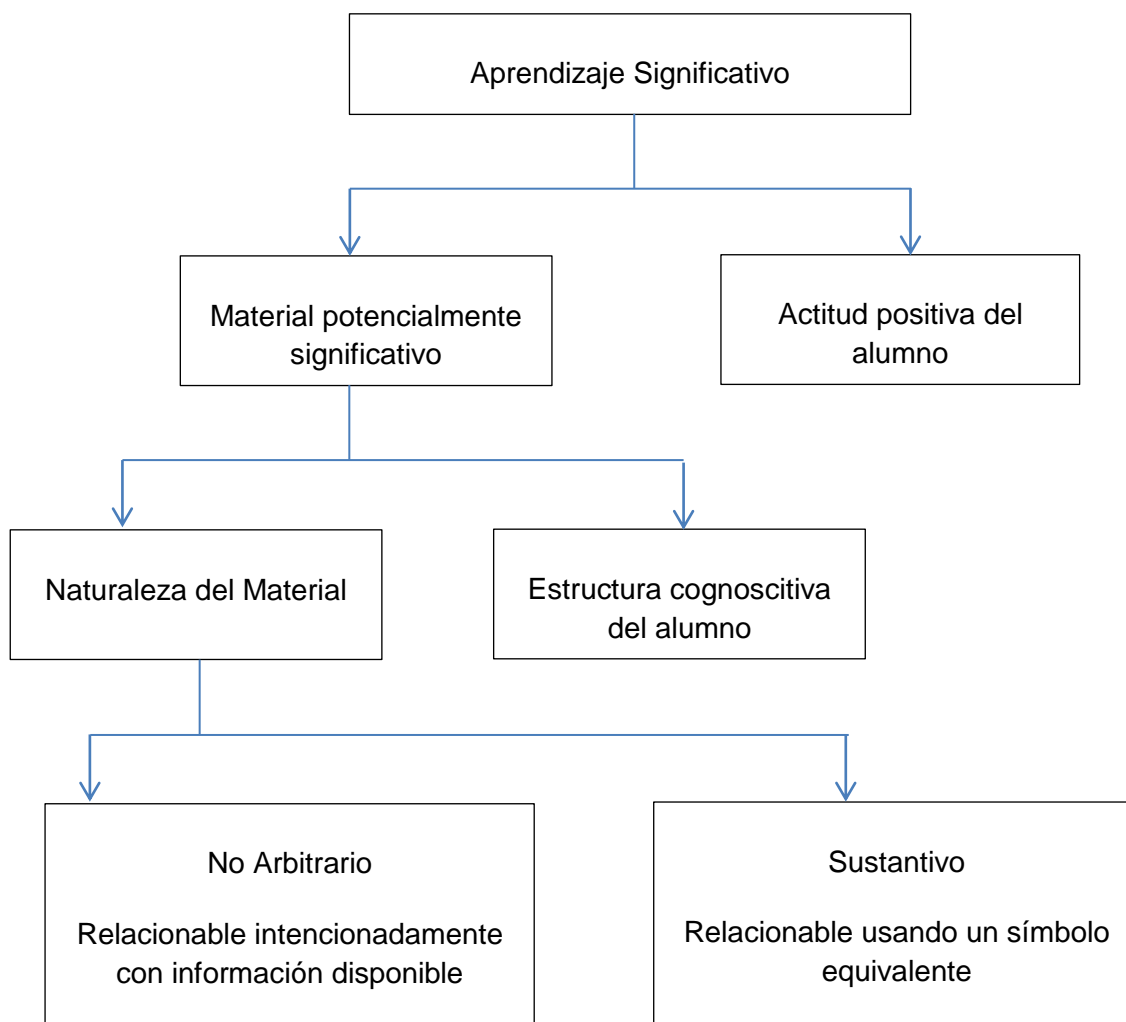 Aprendizaje Significativo
Material potencialmente
significativo
Actitud positiva del
alumno
Naturaleza del Material
Estructura cognoscitiva
del alumno
No Arbitrario
Relacionable intencionadamente
con información disponible
Sustantivo
Relacionable usando un símbolo
equivalente